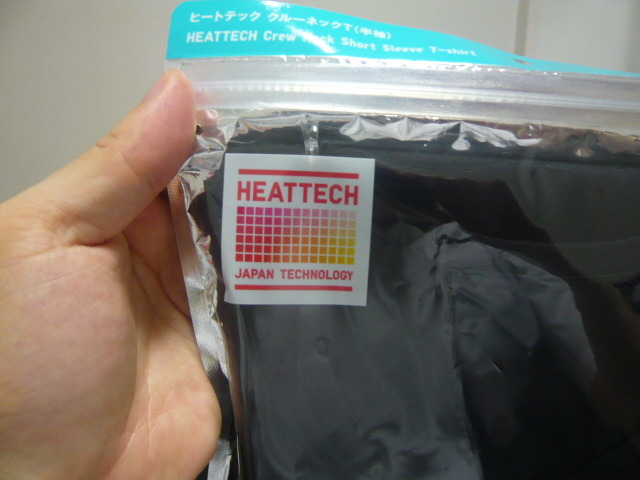 ヒートテック クルーネックT(半袖)
HEATTECH Crew Neck Short Sleeve T-shirt
HEATTECH
JAPAN TECHNOLOGY